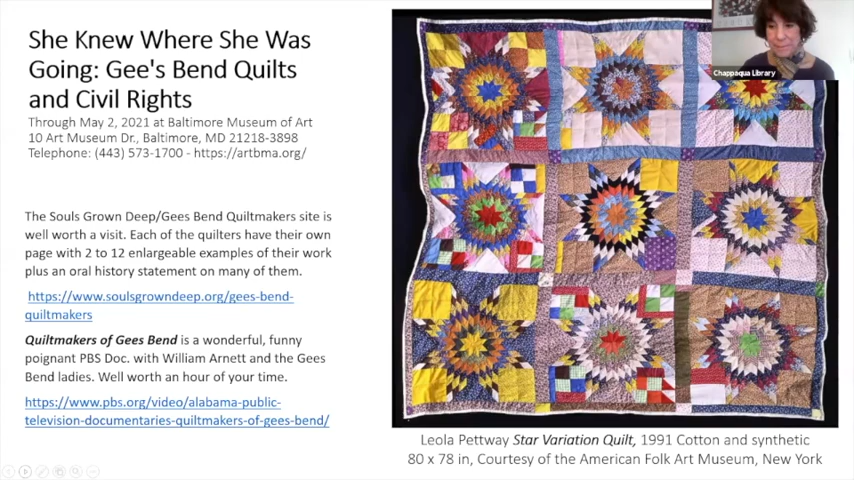 She Knew Where She Was
Going: Gee's Bend Quilts
and Civil Rights
Through May 2, 2021 at Baltimore Museum of Art
10 Art Museum Dr., Baltimore, MD 21218-3898
Telephone: (443) 573-1700 - https://artbma.org/
The Souls Grown Deep/Gees Bend Quiltmakers site is
well worth a visit. Each of the quilters have their own
page with 2 to 12 enlargeable examples of their work
plus an oral history statement on many of them.
https://www.soulsgrowndeep.org/gees-bend-
quiltmakers
Quiltmakers of Gees Bend is a wonderful, funny
poignant PBS Doc. with William Arnett and the Gees
Bend ladies. Well worth an hour of your time.
https://www.pbs.org/video/alabama-public-
television-documentaries-quiltmakers-of-gees-bend/
Chappaqua Library
Leola Pettway Star Variation Quilt, 1991 Cotton and synthetic
80 x 78 in, Courtesy of the American Folk Art Museum, New York